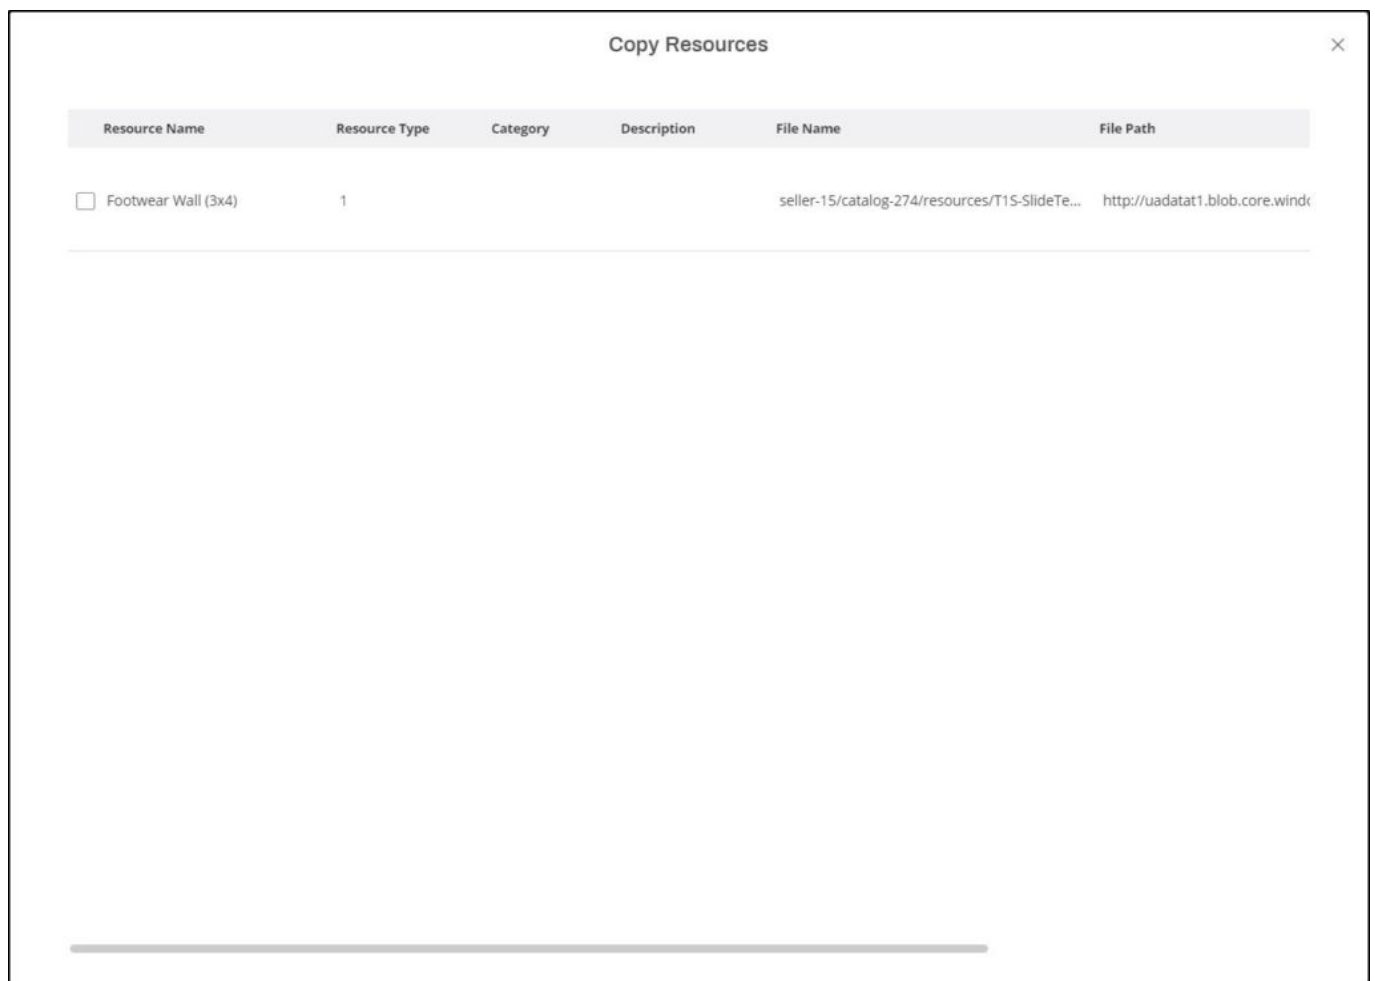 Copy Resources
Resource Name Resource Type Category Description File Name File Path
Footwear Wall (3x4) 1 seller-15/catalog-274/resources/T1S-SlideTe... http://uadatat1.blob.core.windo